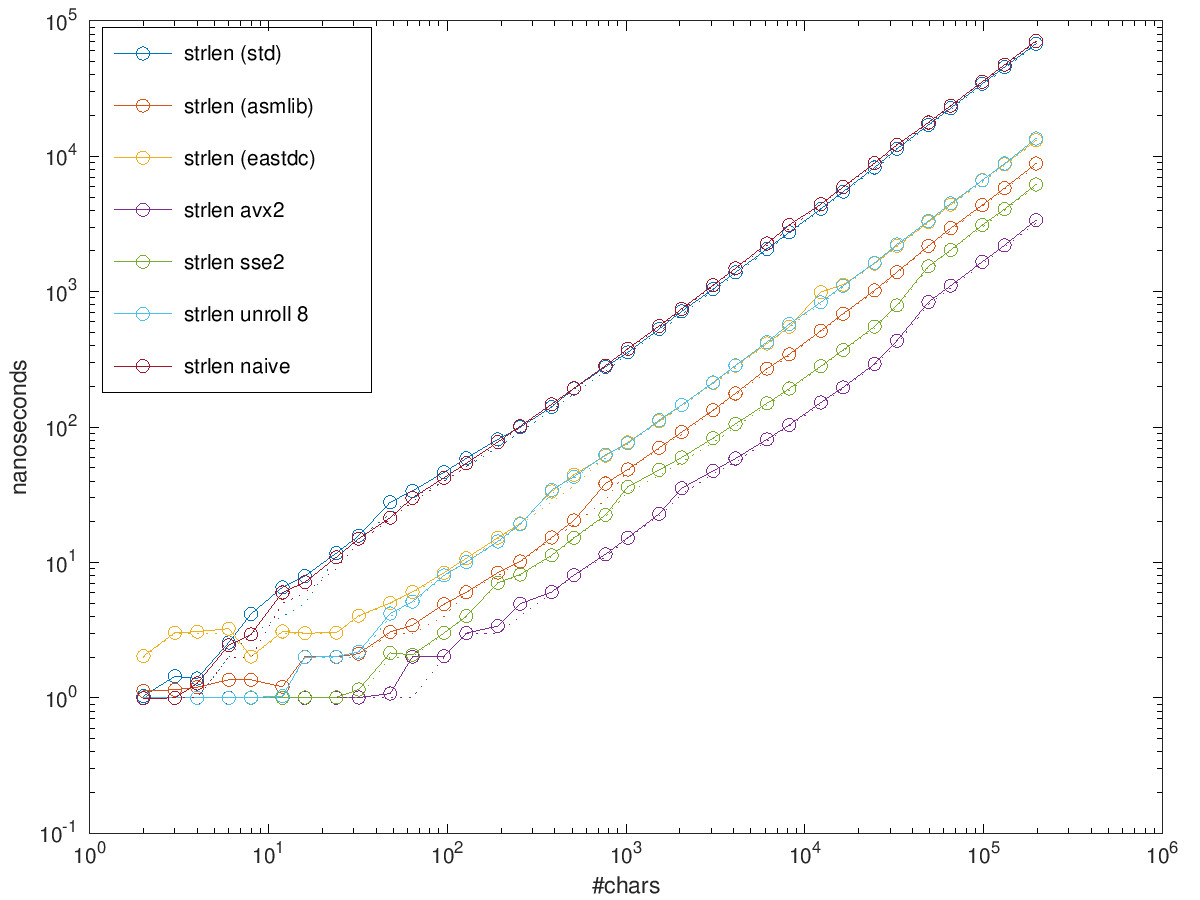 10^5
10^4
10^3
10^2
10^1
10^0
10^-1
nanoseconds
strlen (std)
strlen (asmlib)
strlen (eastdc)
strlen avx2
strlen sse2
strlen unroll 8
strlen naive
10^0 10^1 10^2 10^3 10^4 10^5 10^6
#chars